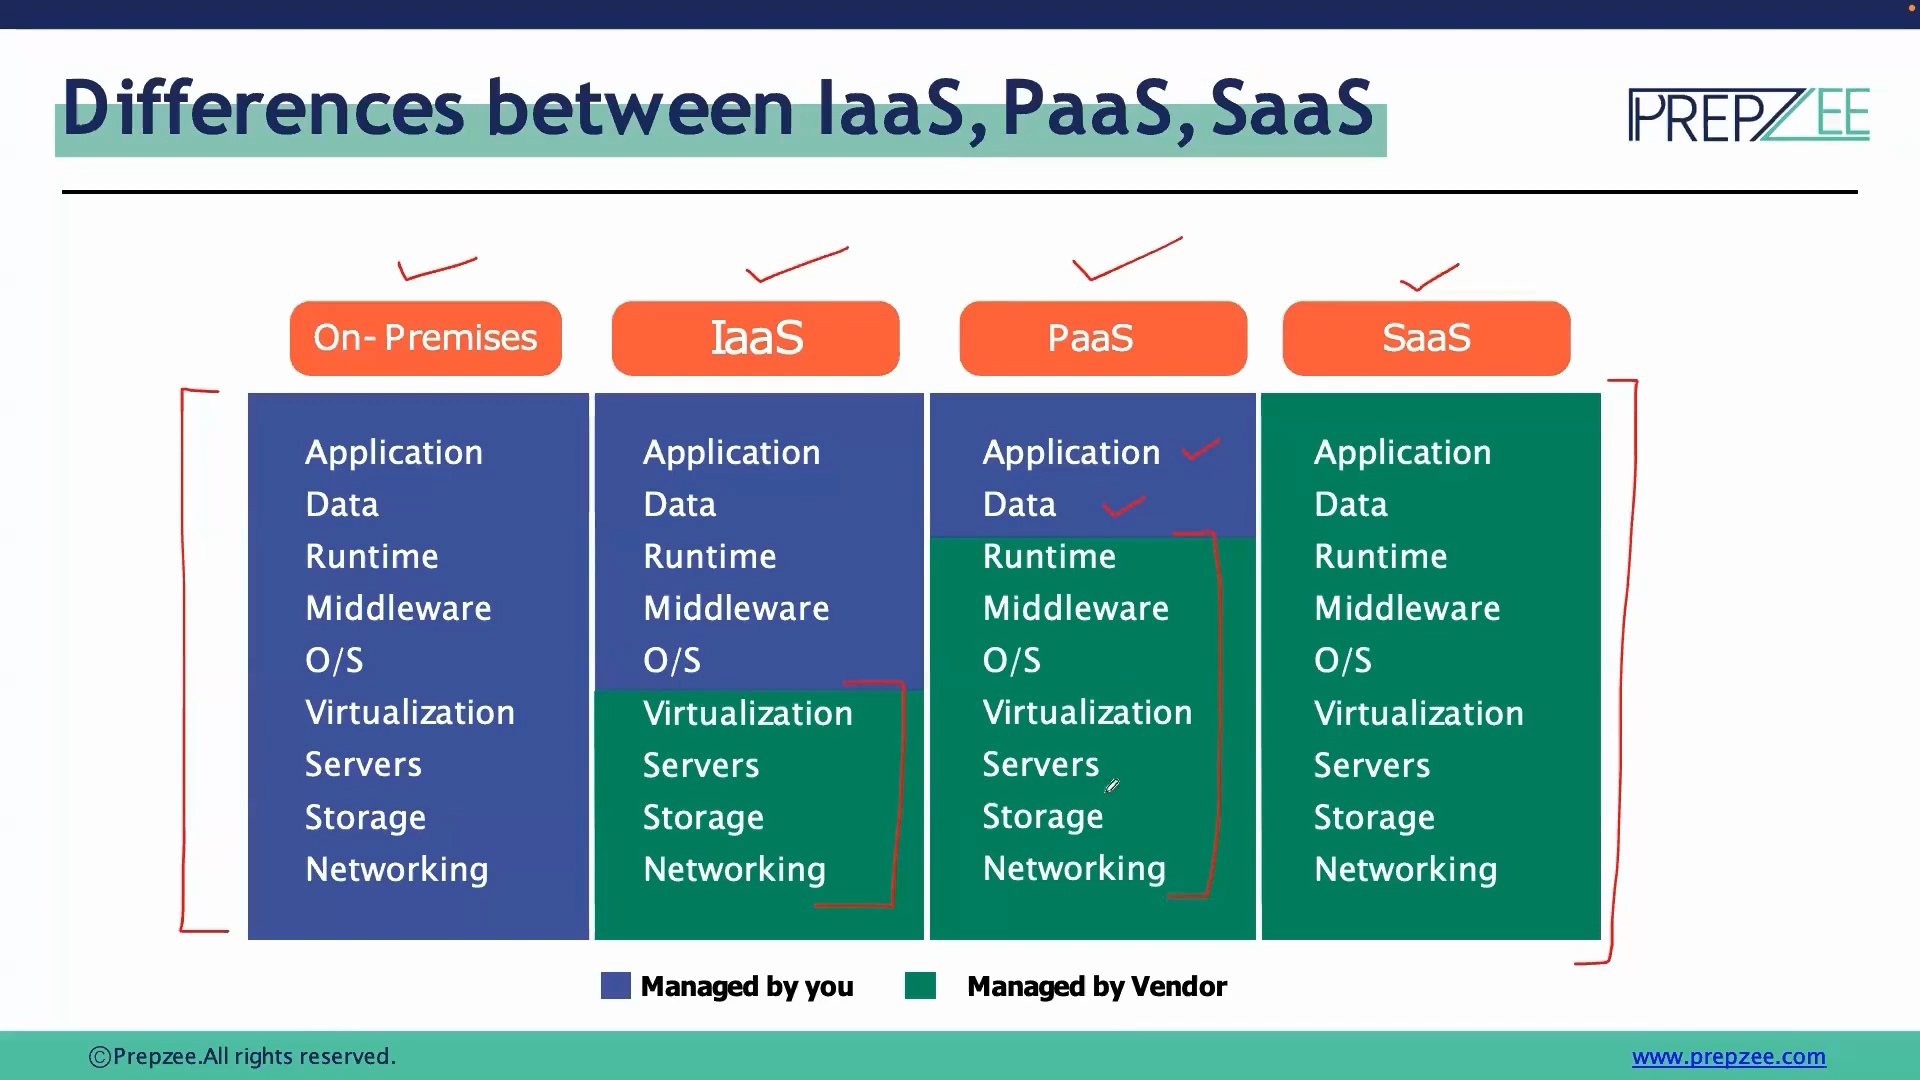 Differences between IaaS, PaaS, SaaS
PREPZEE
On- Premises
IaaS
PaaS
SaaS
Application
Data
Runtime
Middleware
O/S
Virtualization
Servers
Storage
Networking
Application
Data
Runtime
Middleware
O/S
Virtualization
Servers
Storage
Networking
Application
Data
Runtime
Middleware
O/S
Virtualization
Servers
Storage
Networking
Application
Data
Runtime
Middleware
O/S
Virtualization
Servers
Storage
Networking
Managed by you
Managed by Vendor
©Prepzee.All rights reserved.
www.prepzee.com